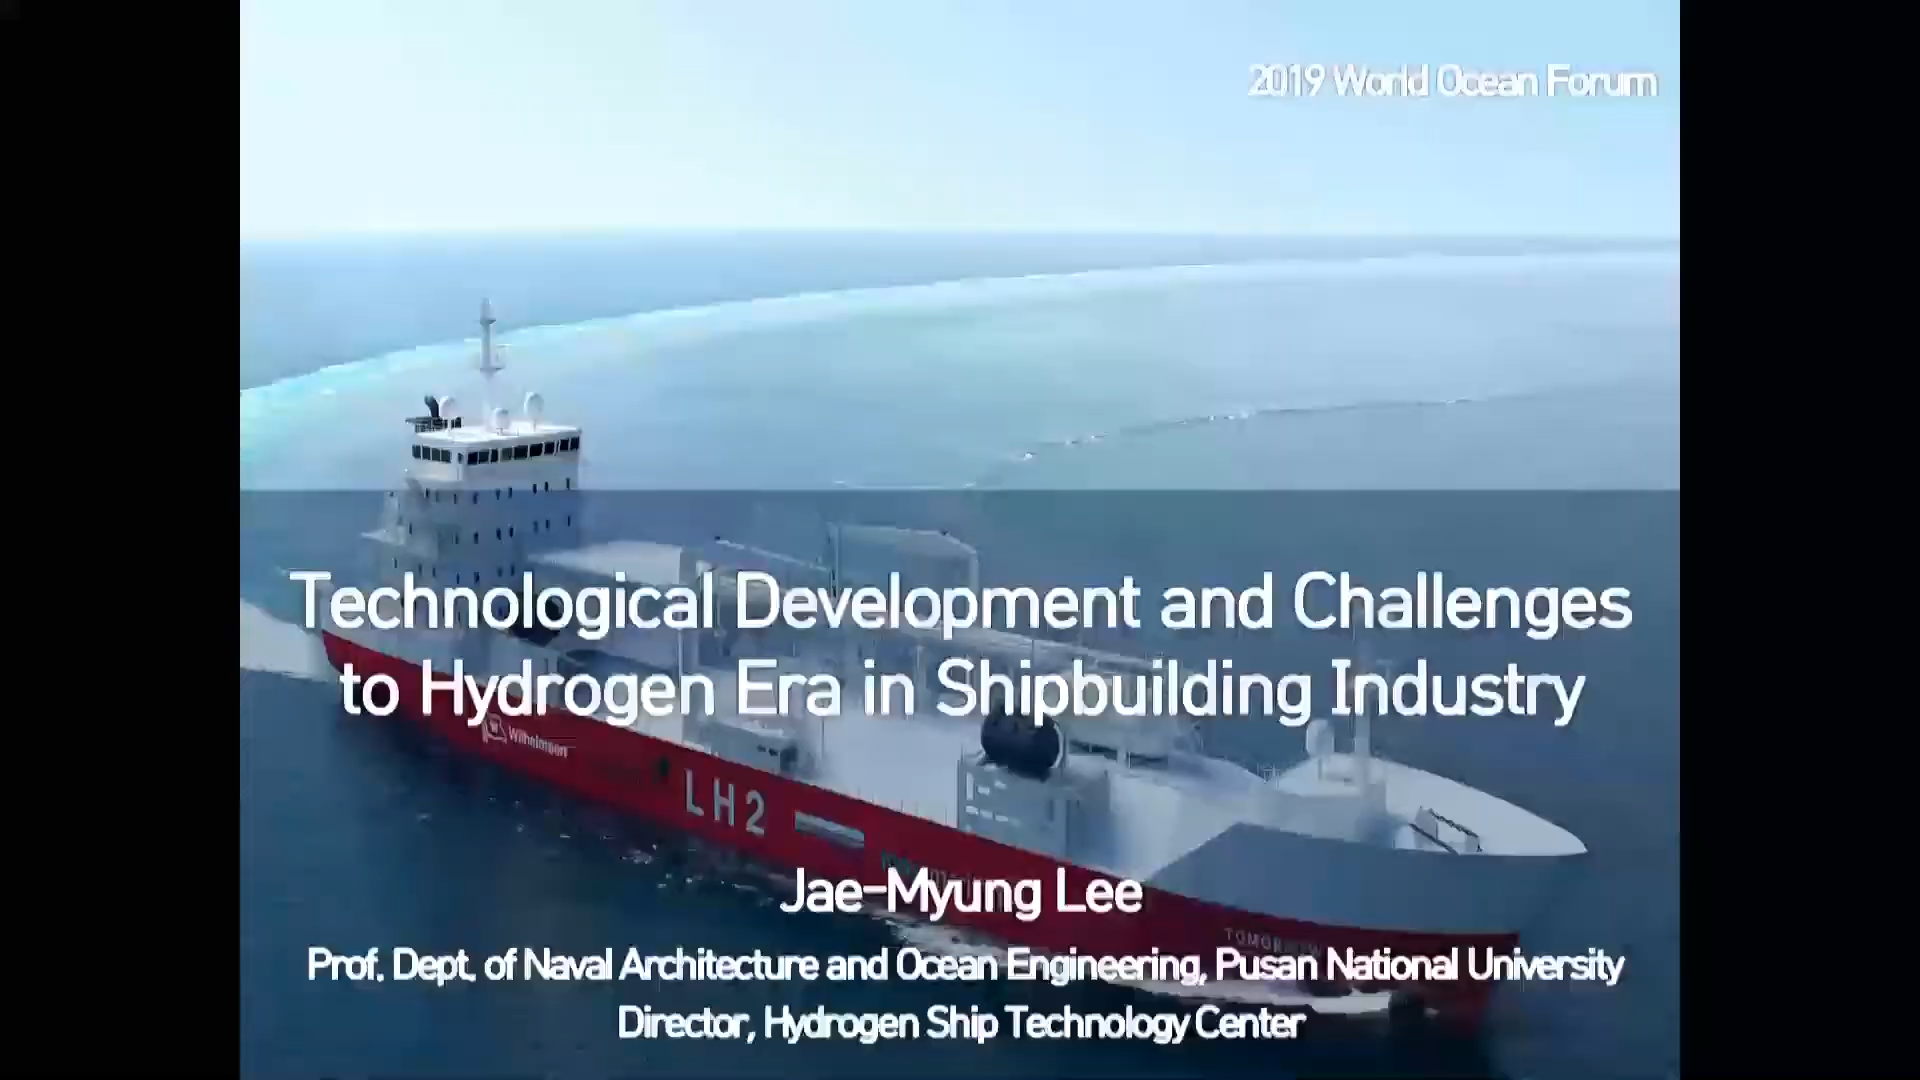 2019 World Ocean Forum
Technological Development and Challenges
to Hydrogen Era in Shipbuilding Industry
Wilhelmsen
LH2
Jae-Myung Lee
Prof. Dept. of Naval Architecture and Ocean Engineering, Pusan National University
Director, Hydrogen Ship Technology Center